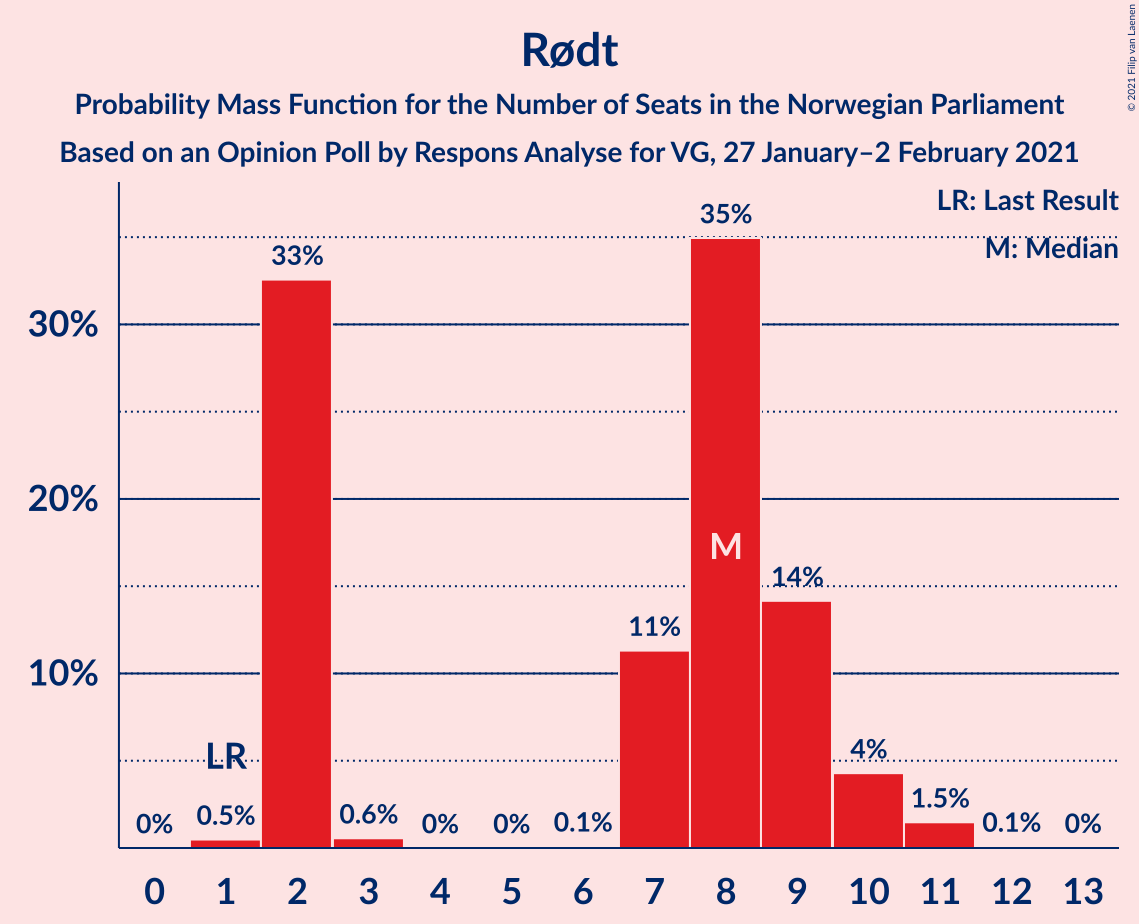 © 2021 Filip van Laenen
Rødt
Probability Mass Function for the Number of Seats in the Norwegian Parliament
Based on an Opinion Poll by Respons Analyse for VG, 27 January–2 February 2021
LR: Last Result
M: Median
35%
33%
30%
20%
M
14%
11%
10%
LR
4%
1.5%
0% 0.5% 0.6% 0% 0% 0.1% 0.1% 0%
0 1 2 3 4 5 6 7 8 9 10 11 12 13